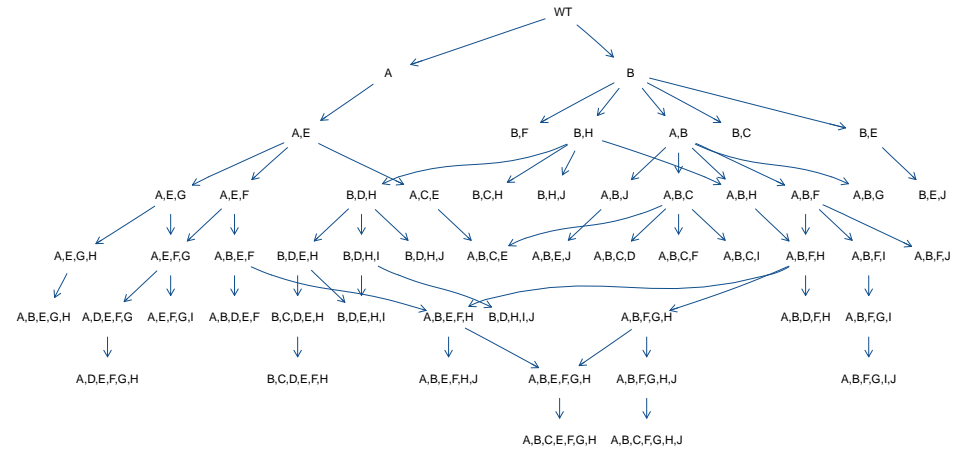 WT
A B
A,E B,F B,H A,B B,C B,E
A,E,G A,E,F B,D,H A,C,E B,C,H B,H,J A,B,J A,B,C A,B,H A,B,F A,B,G B,E,J
A,E,G,H A,E,F,G A,B,E,F B,D,E,H B,D,H,I B,D,H,J A,B,C,E A,B,E,J A,B,C,D A,B,C,F A,B,C,I A,B,F,H A,B,F,I A,B,F,J
A,B,E,G,H A,D,E,F,G A,E,F,G,I A,B,D,E,F B,C,D,E,H B,D,E,H,I A,B,E,F,H B,D,H,I,J A,B,F,G,H A,B,D,F,H A,B,F,G,I
A,D,E,F,G,H B,C,D,E,F,H A,B,E,F,H,J A,B,E,F,G,H A,B,F,G,H,J A,B,F,G,I,J
A,B,C,E,F,G,H A,B,C,F,G,H,J